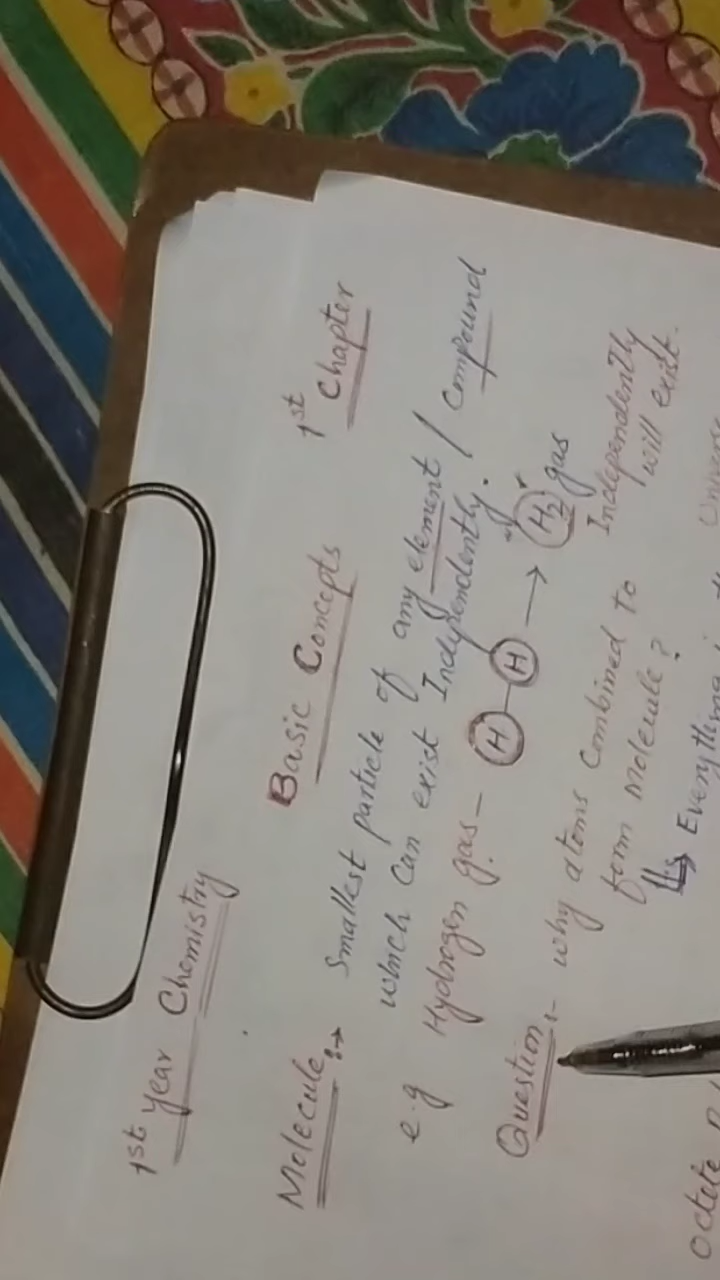 1st year Chemistry
Basic Concepts 1st Chapter
Molecule:→ Smallest particle of any element / Compound
which can exist Independently.
e.g Hydrogen gas - H-H → H2 gas
Independently
will exist.
Question:- why atoms Combined to
form Molecule?
↳ Everything
Octete